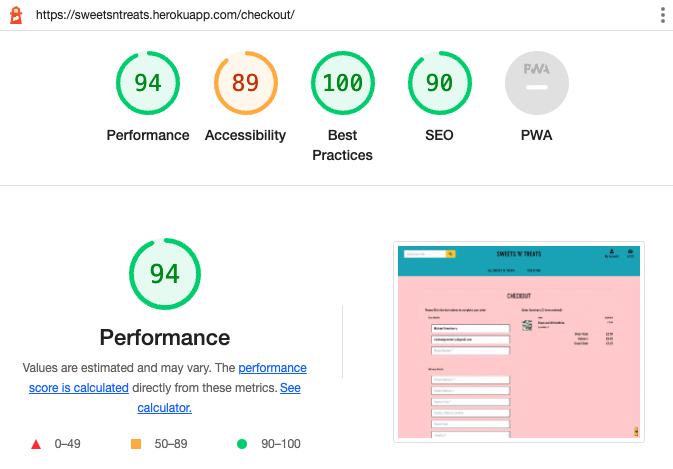 https://sweetsntreats.herokuapp.com/checkout/
94
89
100
90
PWA
Performance
Accessibility
Best
Practices
SEO
PWA
94
Performance
Values are estimated and may vary. The performance
score is calculated directly from these metrics. See
calculator.
0–49
50–89
90–100
SWEETS 'N' TREATS
My Account
CHECKOUT